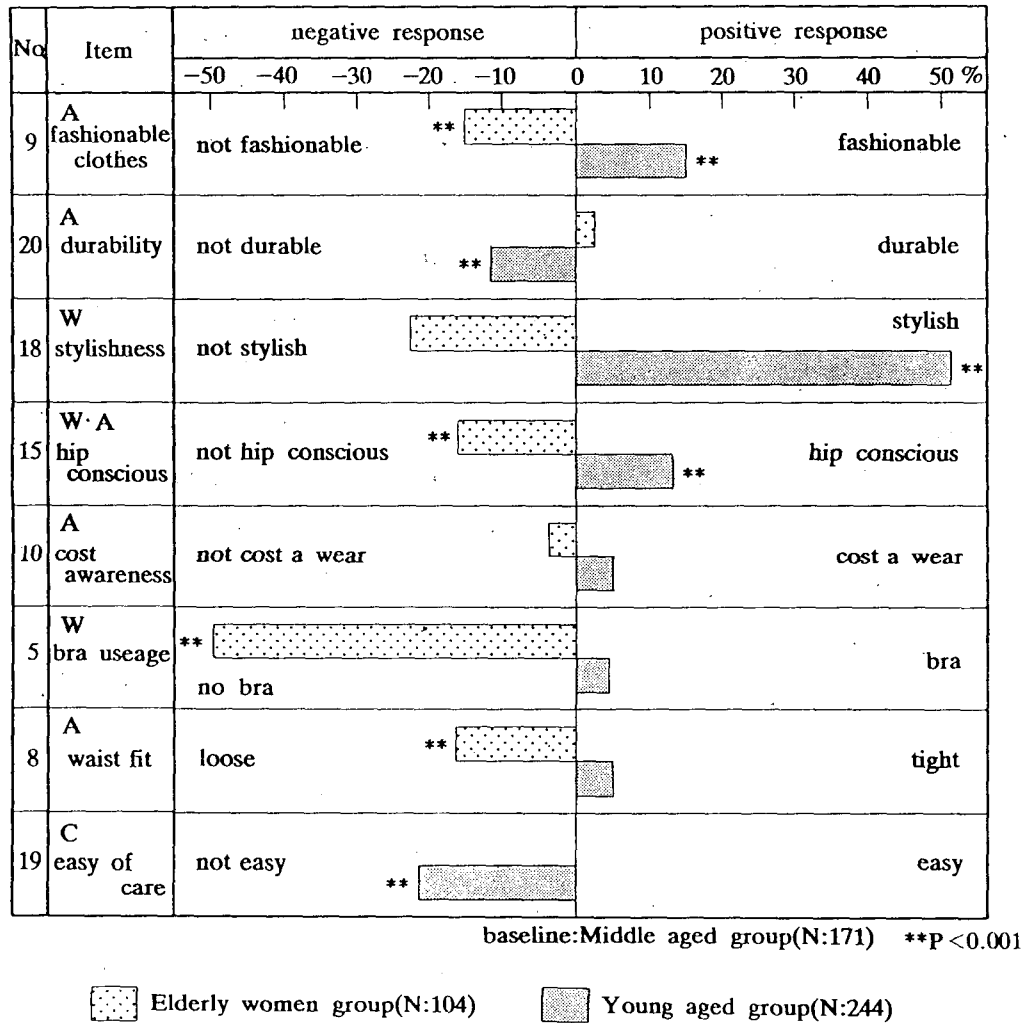 No Item negative response positive response
−50 −40 −30 −20 −10 0 10 20 30 40 50 %
9 A
fashionable
clothes
not fashionable ** ** fashionable
20 A
durability
not durable ** durable
18 W
stylishness
not stylish stylish **
15 W·A
hip
conscious
not hip conscious ** ** hip conscious
10 A
cost
awareness
not cost a wear cost a wear
5 W
bra useage
** no bra bra
8 A
waist fit
loose ** tight
19 C
easy of
care
not easy ** easy
baseline:Middle aged group(N:171) **P<0.001
Elderly women group(N:104) Young aged group(N:244)